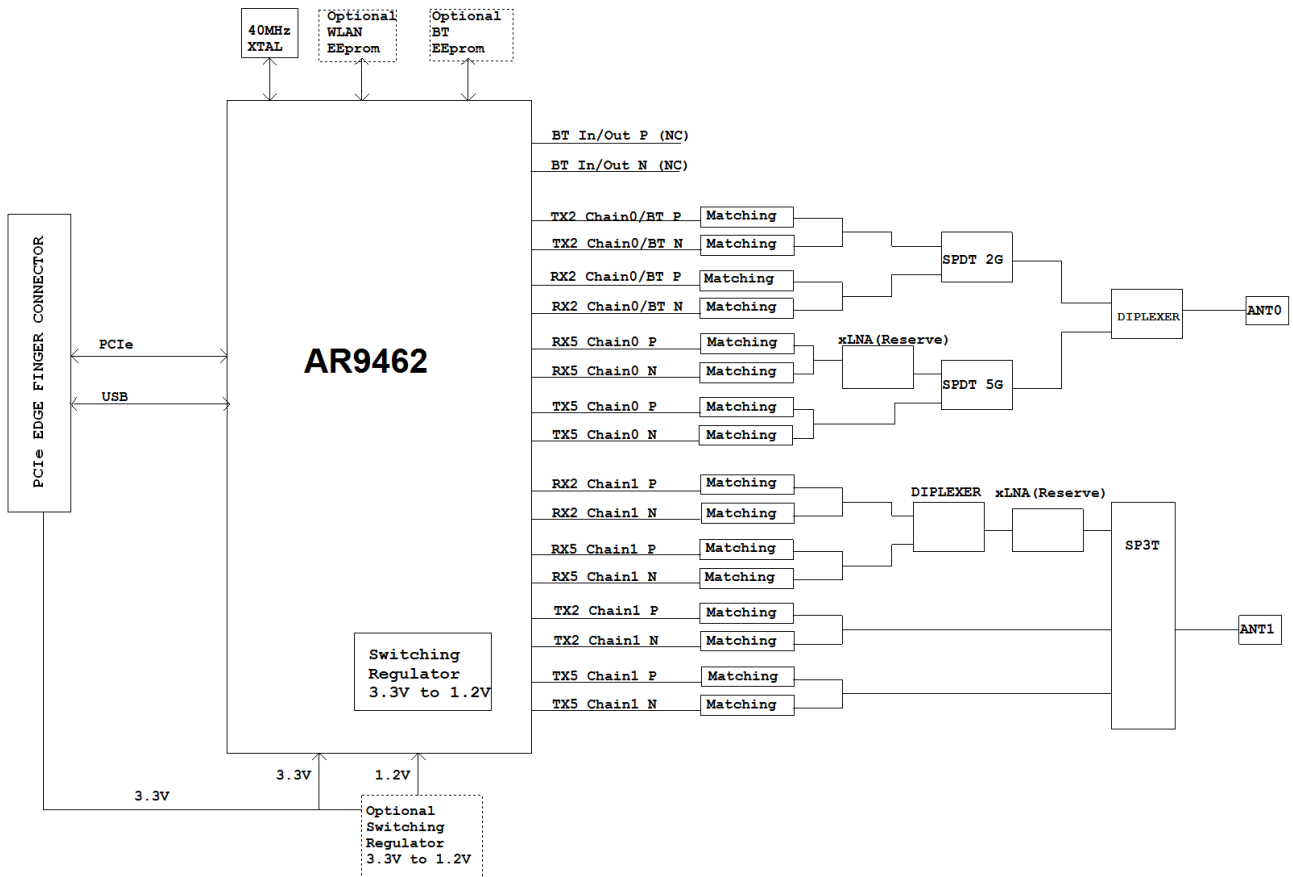 40MHz
XTAL
Optional
WLAN
EEprom
Optional
BT
EEprom
BT In/Out P (NC)
BT In/Out N (NC)
TX2 Chain0/BT P
Matching
TX2 Chain0/BT N
Matching
SPDT 2G
RX2 Chain0/BT P
Matching
RX2 Chain0/BT N
Matching
DIPLEXER
ANT0
PCIe EDGE FINGER CONNECTOR
PCIe
USB
AR9462
RX5 Chain0 P
Matching
xLNA(Reserve)
RX5 Chain0 N
Matching
SPDT 5G
TX5 Chain0 P
Matching
TX5 Chain0 N
Matching
RX2 Chain1 P
Matching
DIPLEXER
xLNA(Reserve)
RX2 Chain1 N
Matching
SP3T
RX5 Chain1 P
Matching
RX5 Chain1 N
Matching
TX2 Chain1 P
Matching
ANT1
TX2 Chain1 N
Matching
TX5 Chain1 P
Matching
TX5 Chain1 N
Matching
Switching
Regulator
3.3V to 1.2V
3.3V
1.2V
3.3V
Optional
Switching
Regulator
3.3V to 1.2V